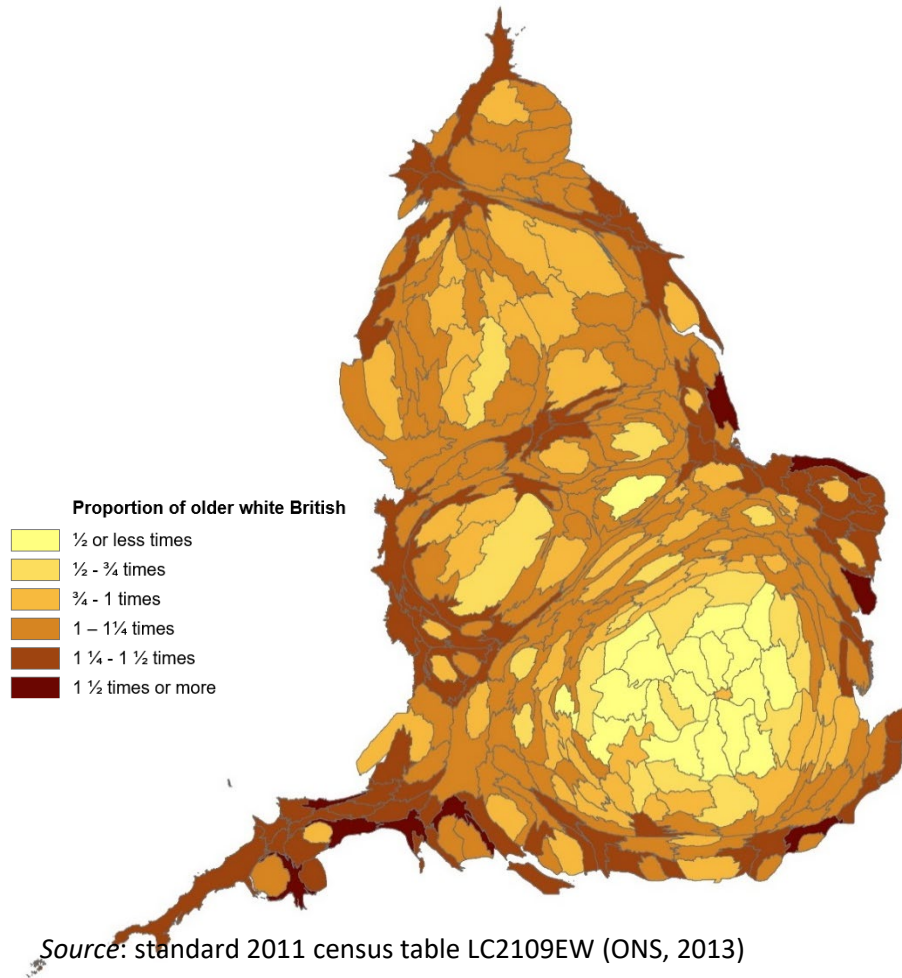 Proportion of older white British
½ or less times
½ - ¾ times
¾ - 1 times
1 – 1¼ times
1 ¼ - 1 ½ times
1 ½ times or more
Source: standard 2011 census table LC2109EW (ONS, 2013)